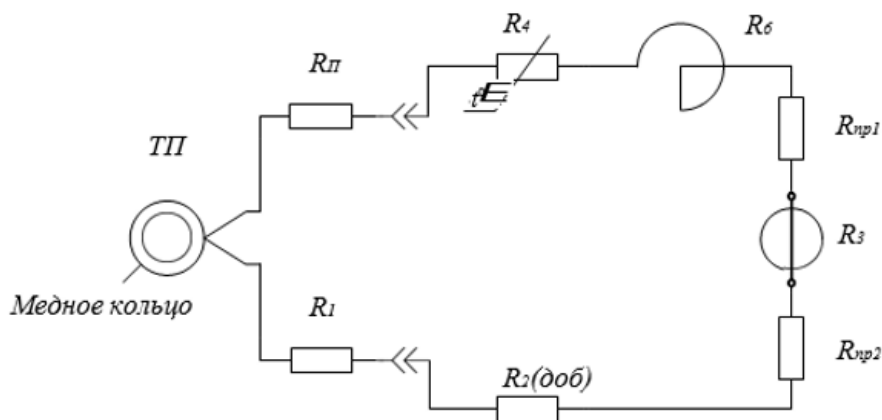 R4
R6
Rп
ТП
Rпр1
R3
Медное кольцо
R1
Rпр2
R2(доб)